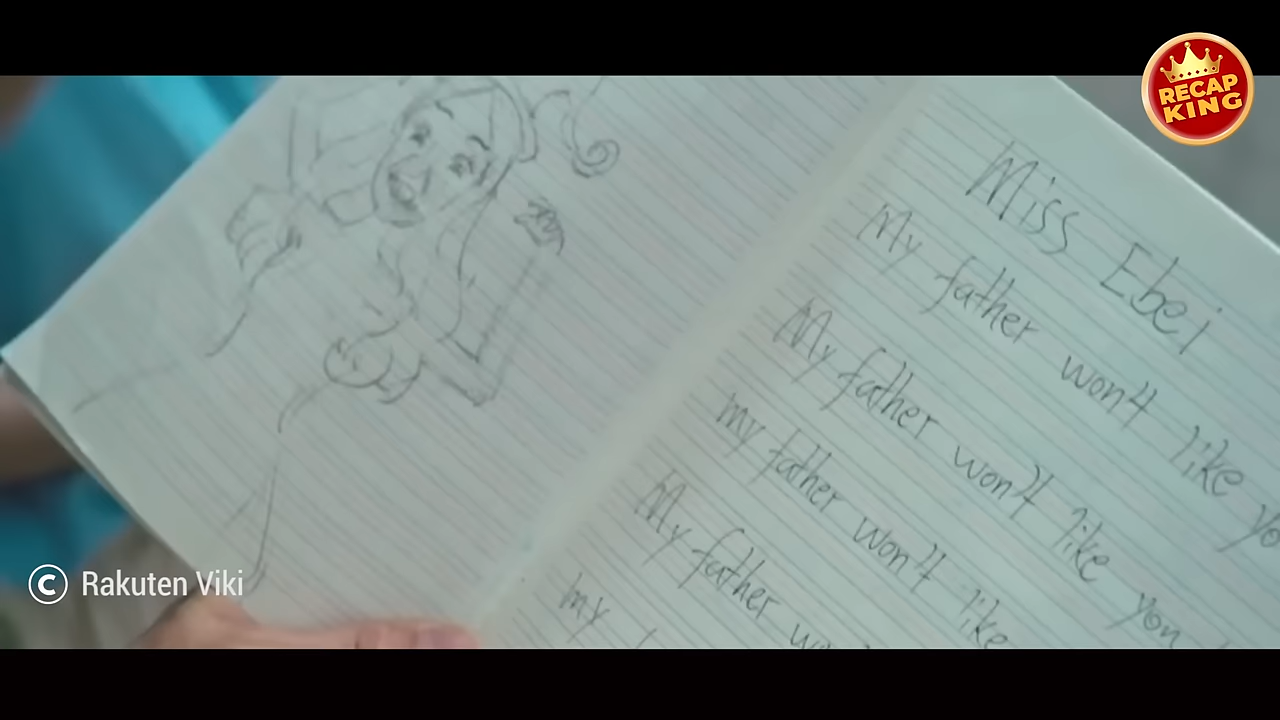 RECAP
KING
Miss Ebei
My father won't like
My father won't like you
my father won't like
My father
my
© Rakuten Viki